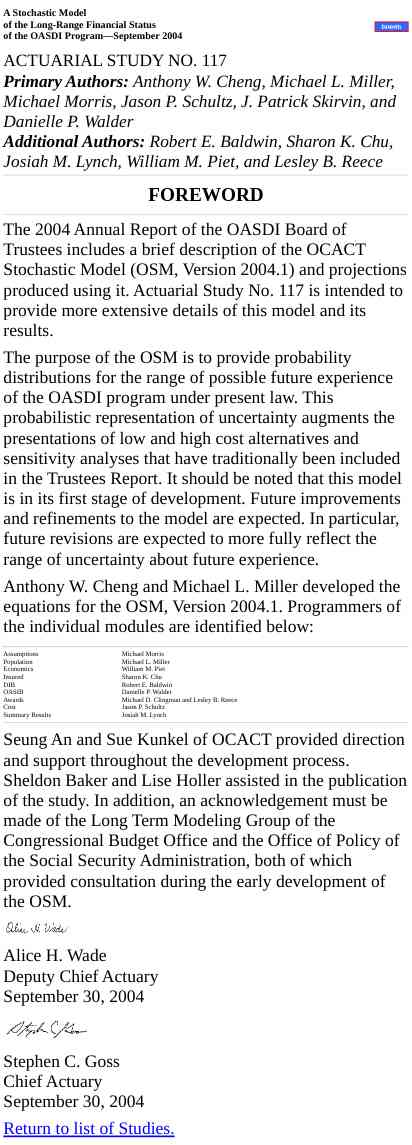 A Stochastic Model
of the Long-Range Financial Status
of the OASDI Program—September 2004
ACTUARIAL STUDY NO. 117
Primary Authors: Anthony W. Cheng, Michael L. Miller,
Michael Morris, Jason P. Schultz, J. Patrick Skirvin, and
Danielle P. Walder
Additional Authors: Robert E. Baldwin, Sharon K. Chu,
Josiah M. Lynch, William M. Piet, and Lesley B. Reece
FOREWORD
The 2004 Annual Report of the OASDI Board of
Trustees includes a brief description of the OCACT
Stochastic Model (OSM, Version 2004.1) and projections
produced using it. Actuarial Study No. 117 is intended to
provide more extensive details of this model and its
results.
The purpose of the OSM is to provide probability
distributions for the range of possible future experience
of the OASDI program under present law. This
probabilistic representation of uncertainty augments the
presentations of low and high cost alternatives and
sensitivity analyses that have traditionally been included
in the Trustees Report. It should be noted that this model
is in its first stage of development. Future improvements
and refinements to the model are expected. In particular,
future revisions are expected to more fully reflect the
range of uncertainty about future experience.
Anthony W. Cheng and Michael L. Miller developed the
equations for the OSM, Version 2004.1. Programmers of
the individual modules are identified below:
Assumptions Michael Morris
Population Michael L. Miller
Economics William M. Piet
Insured Sharon K. Chu
DIB Robert E. Baldwin
OASIB Danielle P. Walder
Awards Michael D. Clingman and Lesley B. Reece
Cost Jason P. Schultz
Summary Results Josiah M. Lynch
Seung An and Sue Kunkel of OCACT provided direction
and support throughout the development process.
Sheldon Baker and Lise Holler assisted in the publication
of the study. In addition, an acknowledgement must be
made of the Long Term Modeling Group of the
Congressional Budget Office and the Office of Policy of
the Social Security Administration, both of which
provided consultation during the early development of
the OSM.
Alice H. Wade
Alice H. Wade
Deputy Chief Actuary
September 30, 2004
Stephen C. Goss
Stephen C. Goss
Chief Actuary
September 30, 2004
Return to list of Studies.